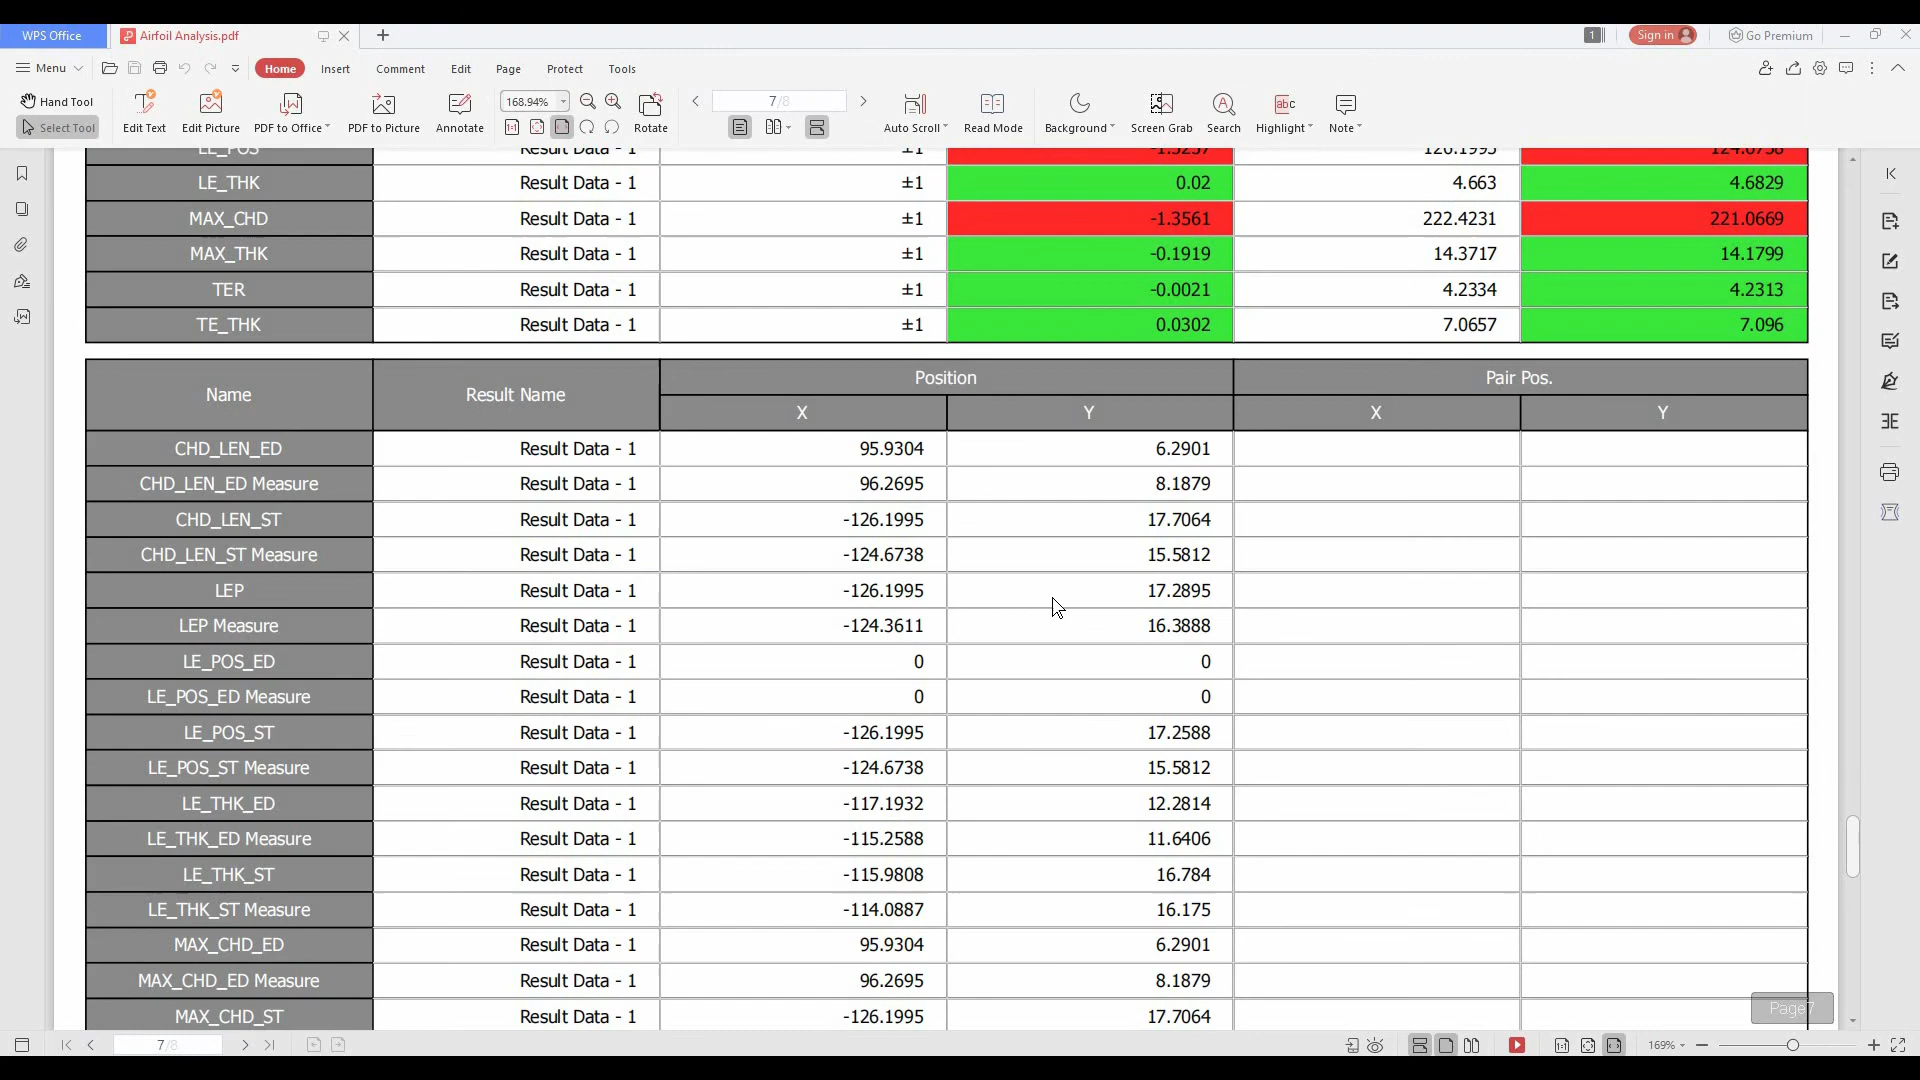 WPS Office Airfoil Analysis.pdf 1 Sign in Go Premium
Menu Home Insert Comment Edit Page Protect Tools
Hand Tool
Select Tool
168.94%
7/8
Edit Text Edit Picture PDF to Office PDF to Picture Annotate Rotate Auto Scroll Read Mode Background Screen Grab Search Highlight Note
LE_POS Result Data - 1 ±1 -1.5257 126.1995 124.6738
LE_THK Result Data - 1 ±1 0.02 4.663 4.6829
MAX_CHD Result Data - 1 ±1 -1.3561 222.4231 221.0669
MAX_THK Result Data - 1 ±1 -0.1919 14.3717 14.1799
TER Result Data - 1 ±1 -0.0021 4.2334 4.2313
TE_THK Result Data - 1 ±1 0.0302 7.0657 7.096
Name Result Name Position Pair Pos.
X Y X Y
CHD_LEN_ED Result Data - 1 95.9304 6.2901
CHD_LEN_ED Measure Result Data - 1 96.2695 8.1879
CHD_LEN_ST Result Data - 1 -126.1995 17.7064
CHD_LEN_ST Measure Result Data - 1 -124.6738 15.5812
LEP Result Data - 1 -126.1995 17.2895
LEP Measure Result Data - 1 -124.3611 16.3888
LE_POS_ED Result Data - 1 0 0
LE_POS_ED Measure Result Data - 1 0 0
LE_POS_ST Result Data - 1 -126.1995 17.2588
LE_POS_ST Measure Result Data - 1 -124.6738 15.5812
LE_THK_ED Result Data - 1 -117.1932 12.2814
LE_THK_ED Measure Result Data - 1 -115.2588 11.6406
LE_THK_ST Result Data - 1 -115.9808 16.784
LE_THK_ST Measure Result Data - 1 -114.0887 16.175
MAX_CHD_ED Result Data - 1 95.9304 6.2901
MAX_CHD_ED Measure Result Data - 1 96.2695 8.1879
MAX_CHD_ST Result Data - 1 -126.1995 17.7064
Page7
7/8 169%